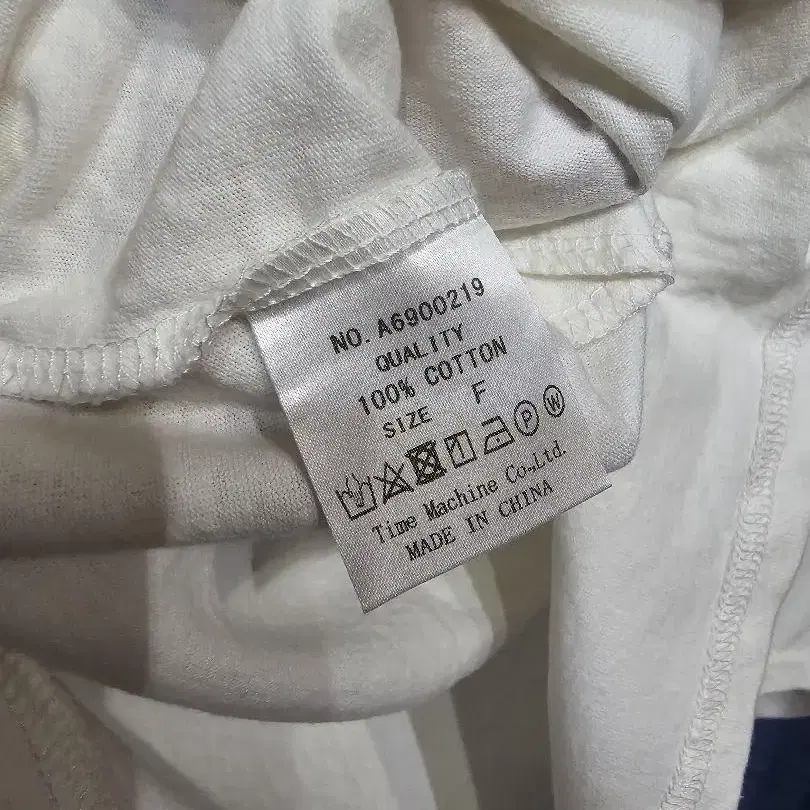 NO. A6900219
QUALITY
100% COTTON
SIZE F
P W
Time Machine Co.,Ltd.
MADE IN CHINA